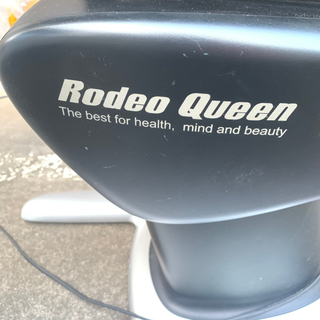 Rodeo Queen
The best for health, mind and beauty